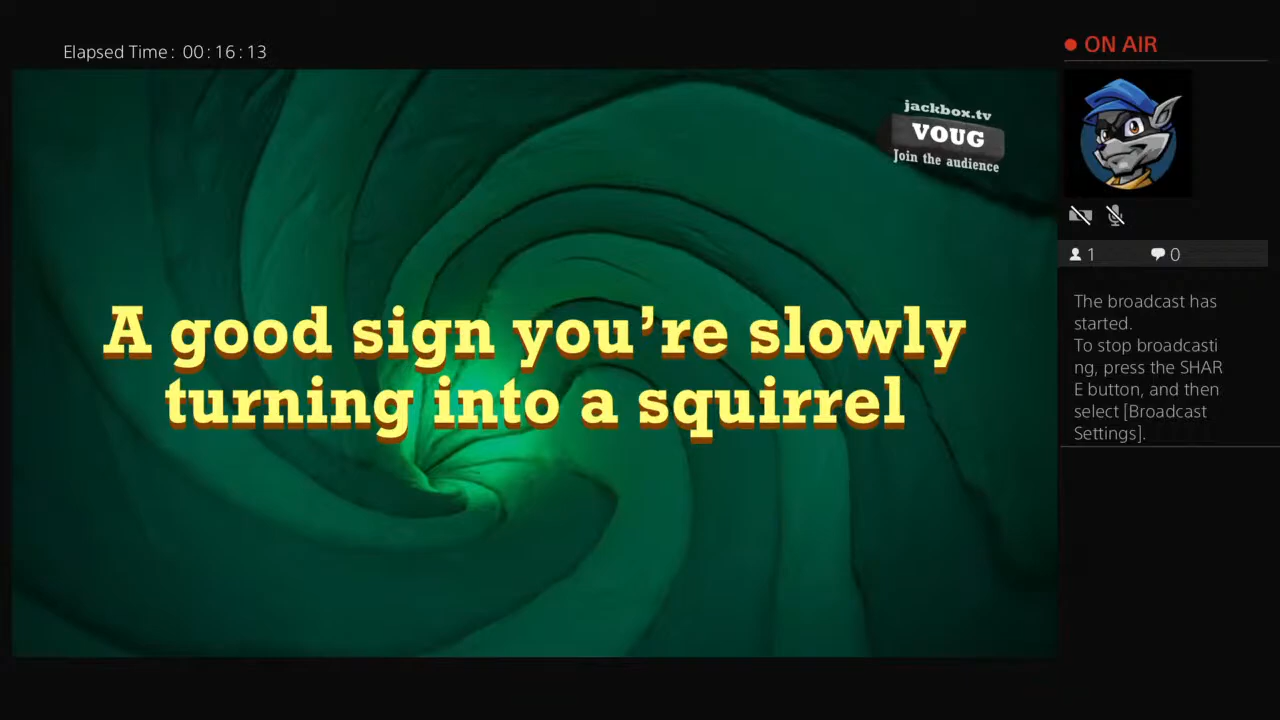 Elapsed Time: 00:16:13
ON AIR
jackbox.tv
VOUG
Join the audience
1
0
A good sign you're slowly
turning into a squirrel
The broadcast has
started.
To stop broadcasti
ng, press the SHAR
E button, and then
select [Broadcast
Settings].